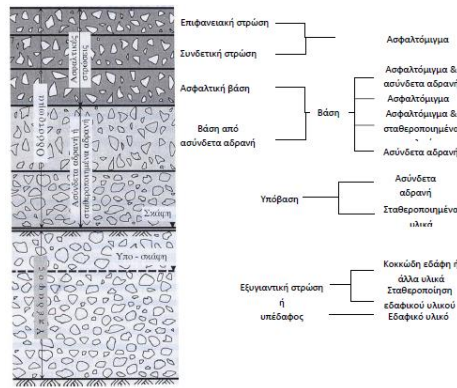 Οδόστρωμα
Ασφαλτικές
στρώσεις
Ασύνδετα αδρανή ή
σταθεροποιημένα αδρανή
Σκάφη
Υπο - σκάφη
Υπέδαφος
Επιφανειακή στρώση
Συνδετική στρώση
Ασφαλτόμιγμα
Ασφαλτική βάση
Βάση από
ασύνδετα αδρανή
Βάση
Ασφαλτόμιγμα &
ασύνδετα αδρανή
Ασφαλτόμιγμα
Ασφαλτόμιγμα &
σταθεροποιημένα
Ασύνδετα αδρανή
Υπόβαση
Ασύνδετα
αδρανή
Σταθεροποιημένα
υλικά
Εξυγιαντική στρώση
ή
υπέδαφος
Κοκκώδη εδάφη ή
άλλα υλικά
Σταθεροποίηση
εδαφικού υλικού
Εδαφικό υλικό